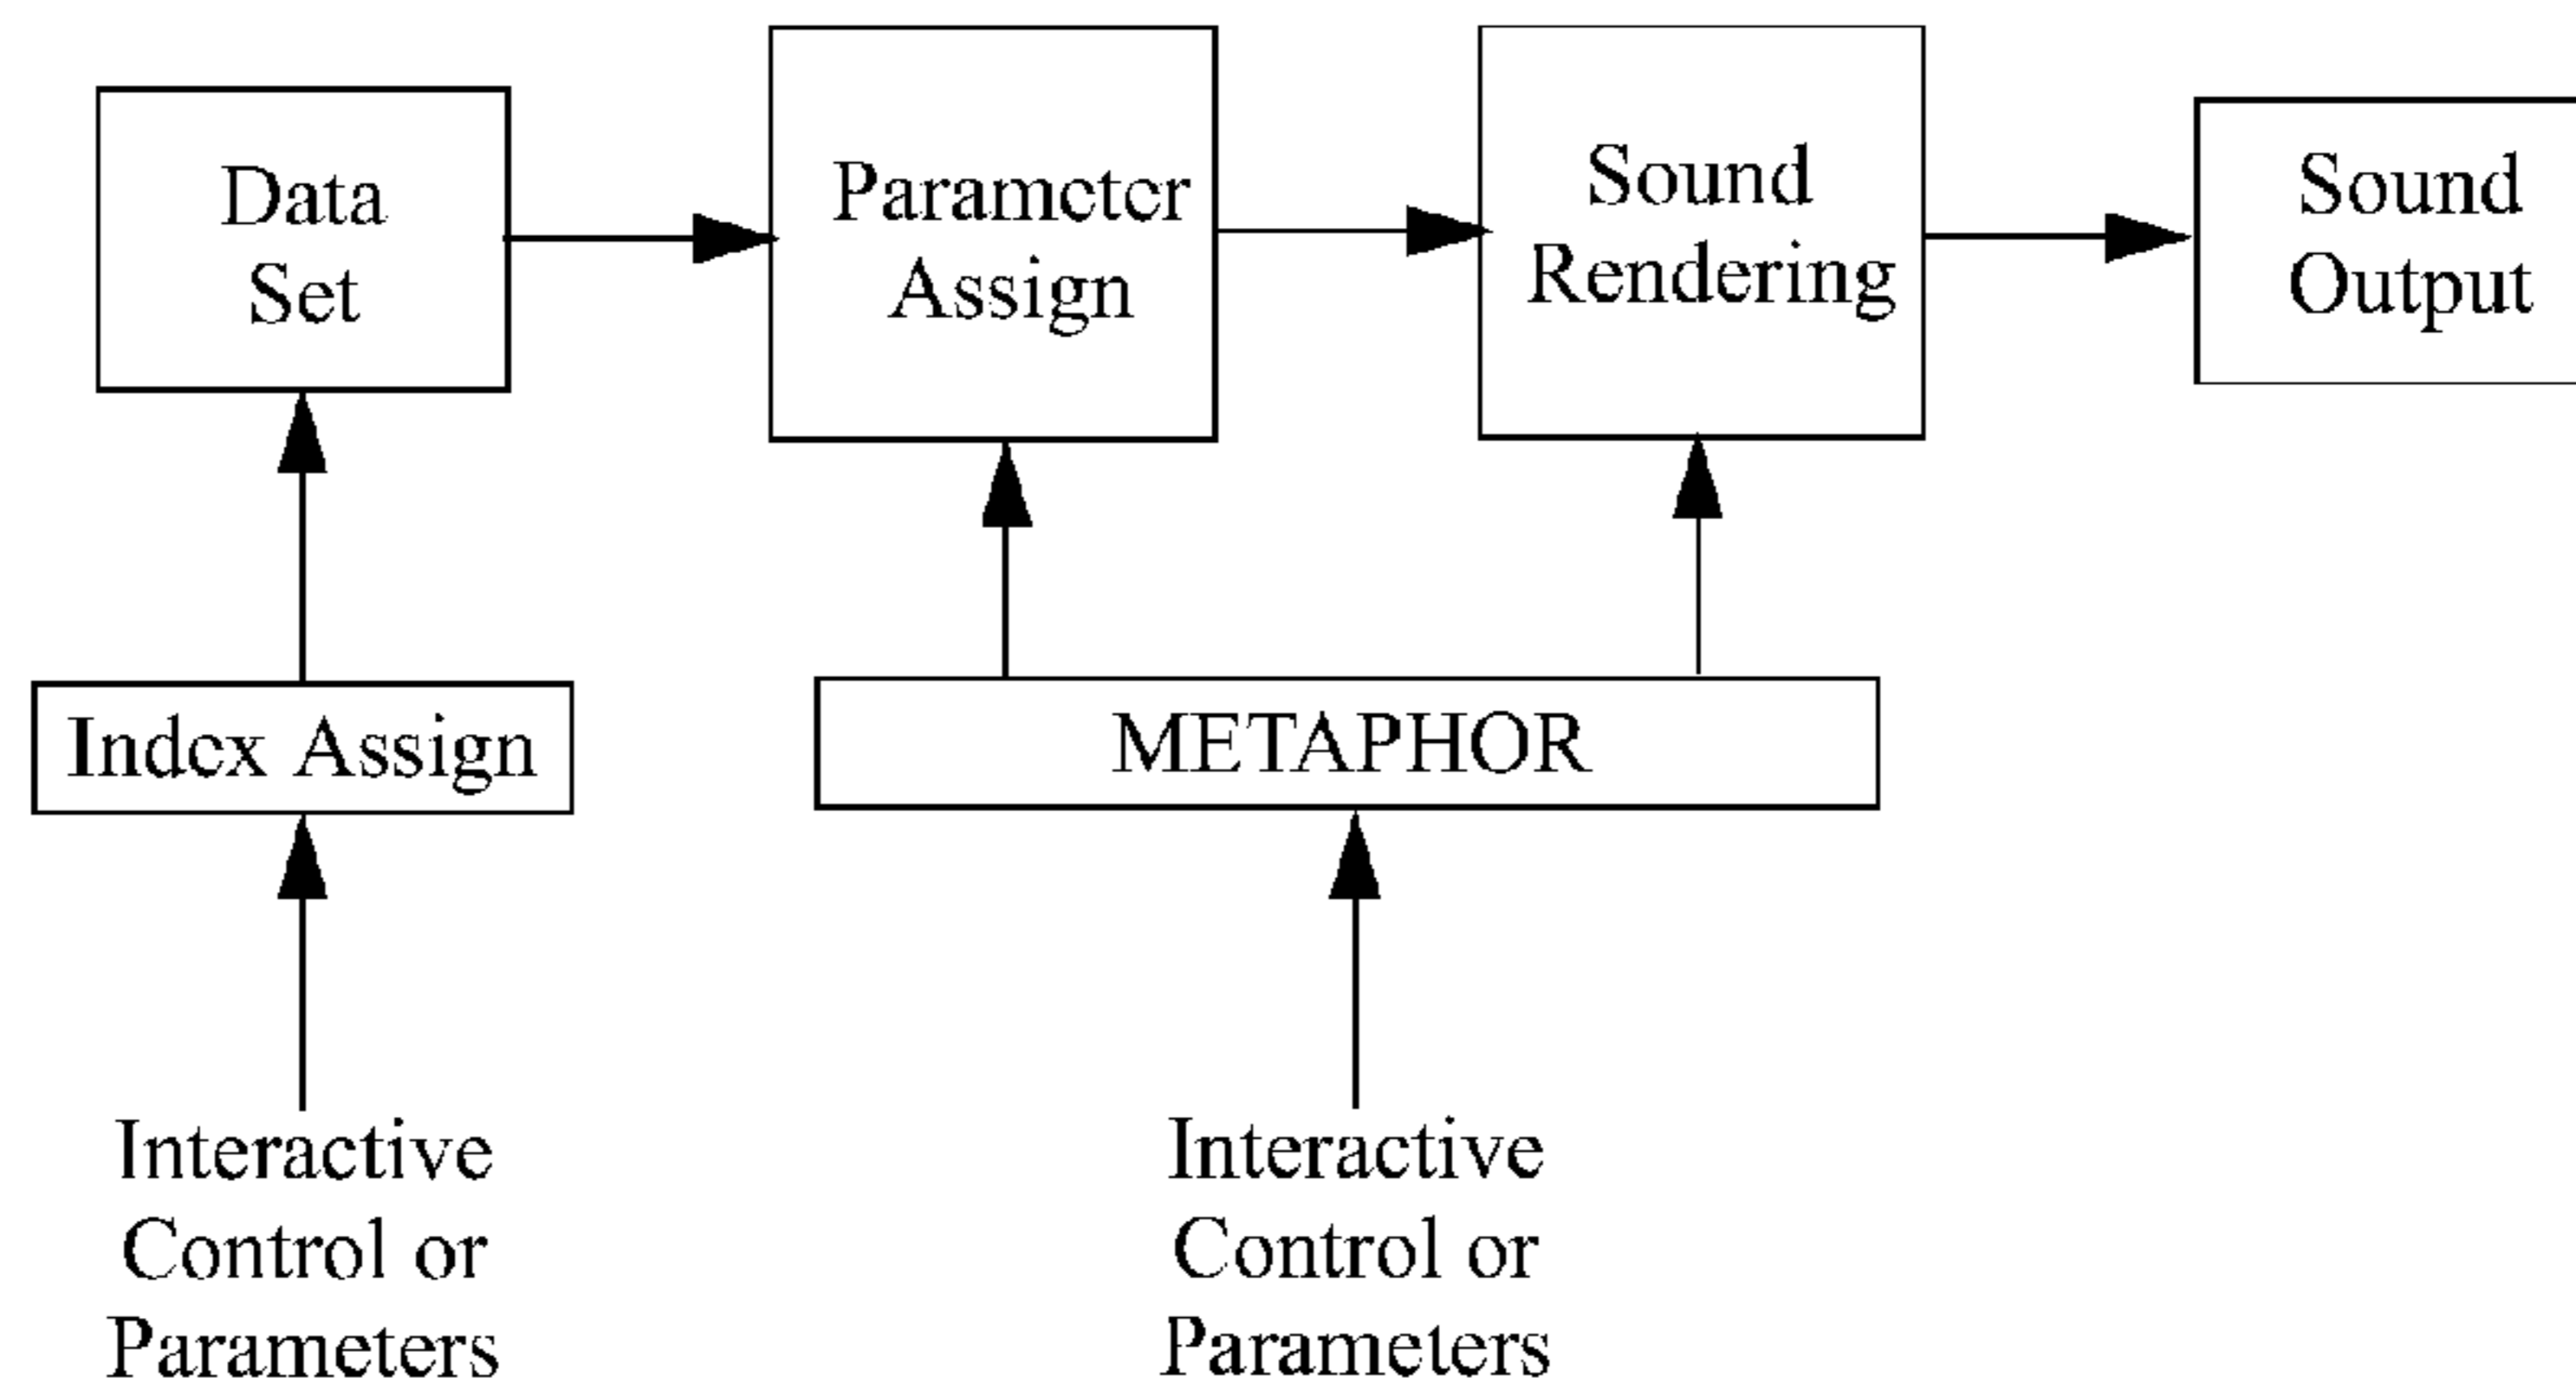 Data
Set
Parameter
Assign
Sound
Rendering
Sound
Output
Index Assign
METAPHOR
Interactive
Control or
Parameters
Interactive
Control or
Parameters